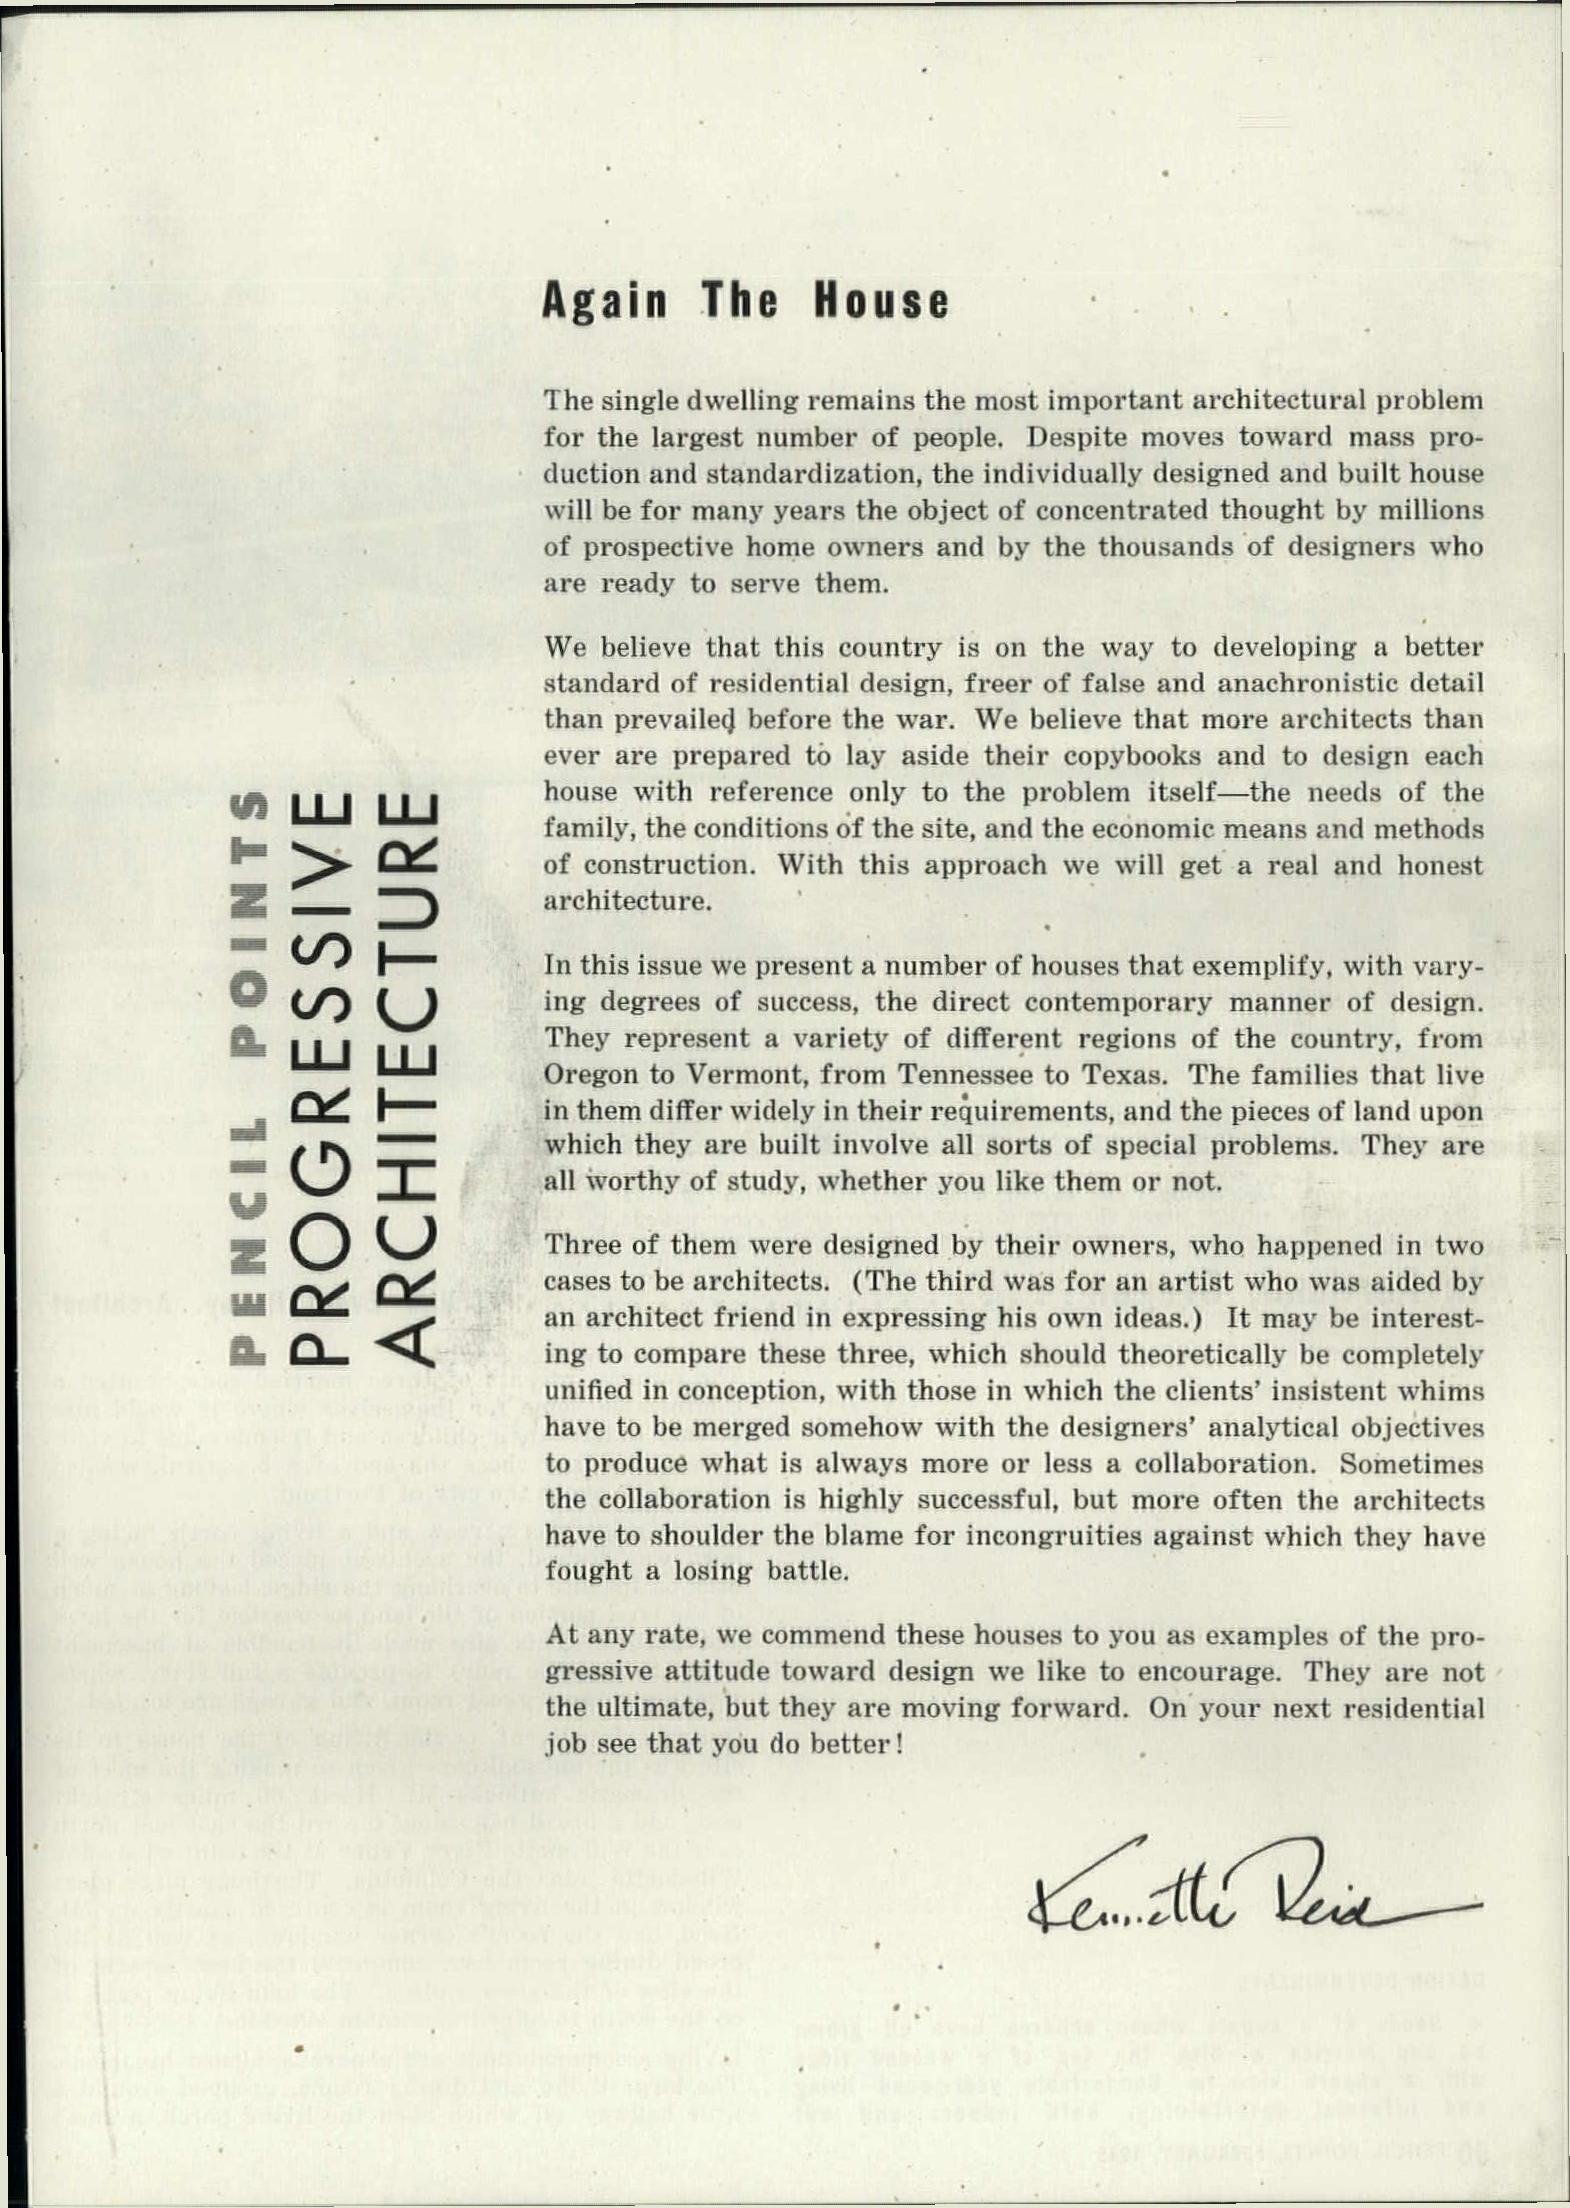 PENCIL POINTS
PROGRESSIVE
ARCHITECTURE
Again The House
The single dwelling remains the most important architectural problem
for the largest number of people. Despite moves toward mass pro-
duction and standardization, the individually designed and built house
will be for many years the object of concentrated thought by millions
of prospective home owners and by the thousands of designers who
are ready to serve them.
We believe that this country is on the way to developing a better
standard of residential design, freer of false and anachronistic detail
than prevailed before the war. We believe that more architects than
ever are prepared to lay aside their copybooks and to design each
house with reference only to the problem itself—the needs of the
family, the conditions of the site, and the economic means and methods
of construction. With this approach we will get a real and honest
architecture.
In this issue we present a number of houses that exemplify, with vary-
ing degrees of success, the direct contemporary manner of design.
They represent a variety of different regions of the country, from
Oregon to Vermont, from Tennessee to Texas. The families that live
in them differ widely in their requirements, and the pieces of land upon
which they are built involve all sorts of special problems. They are
all worthy of study, whether you like them or not.
Three of them were designed by their owners, who happened in two
cases to be architects. (The third was for an artist who was aided by
an architect friend in expressing his own ideas.) It may be interest-
ing to compare these three, which should theoretically be completely
unified in conception, with those in which the clients' insistent whims
have to be merged somehow with the designers' analytical objectives
to produce what is always more or less a collaboration. Sometimes
the collaboration is highly successful, but more often the architects
have to shoulder the blame for incongruities against which they have
fought a losing battle.
At any rate, we commend these houses to you as examples of the pro-
gressive attitude toward design we like to encourage. They are not
the ultimate, but they are moving forward. On your next residential
job see that you do better!
Kenneth Reid